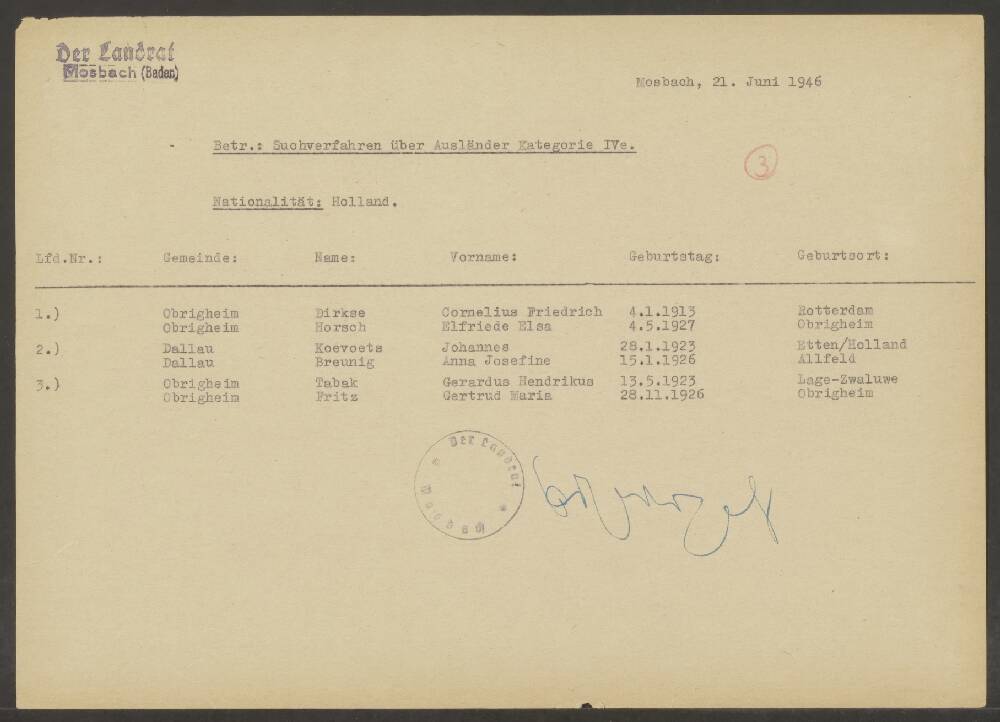 Der Landrat
Mosbach (Baden)
Mosbach, 21. Juni 1946
- Betr.: Suchverfahren über Ausländer Kategorie IVe.
3
Nationalität: Holland.
Lfd.Nr.: Gemeinde: Name: Vorname: Geburtstag: Geburtsort:
1.) Obrigheim Dirkse Cornelius Friedrich 4.1.1913 Rotterdam
Obrigheim Horsch Elfriede Elsa 4.5.1927 Obrigheim
2.) Dallau Koevoets Johannes 28.1.1923 Etten/Holland
Dallau Breunig Anna Josefine 15.1.1926 Allfeld
3.) Obrigheim Tabak Gerardus Hendrikus 13.5.1923 Lage-Zwaluwe
Obrigheim Fritz Gertrud Maria 28.11.1926 Obrigheim
Der Landrat